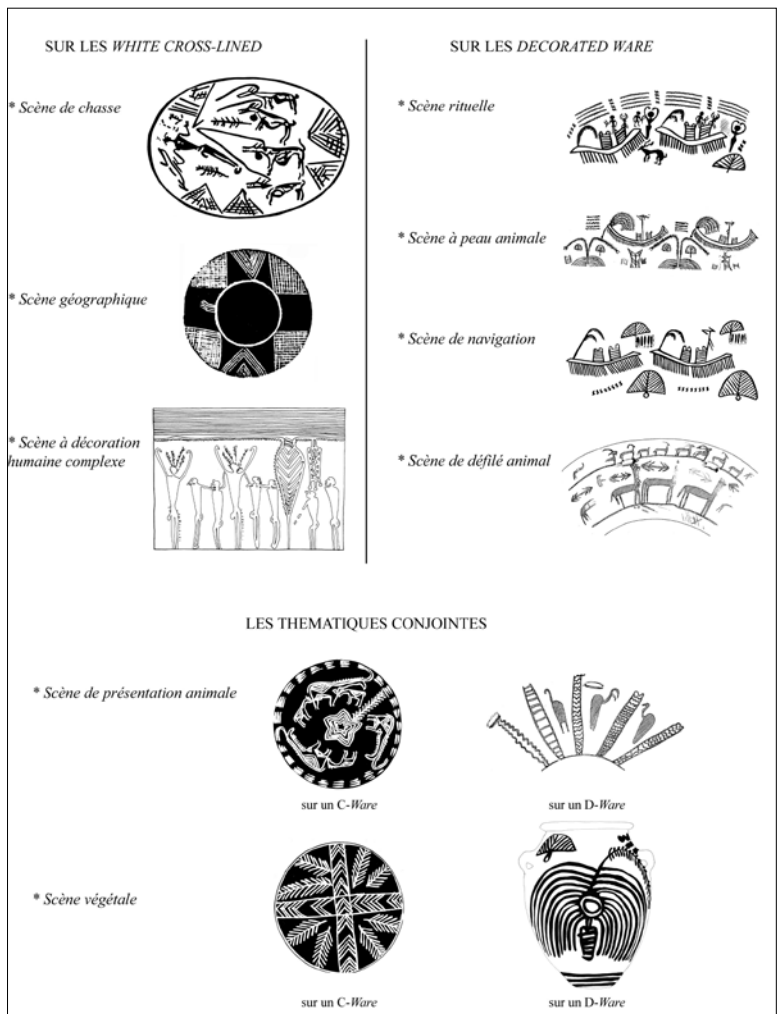 SUR LES WHITE CROSS-LINED
* Scène de chasse
* Scène géographique
* Scène à décoration
humaine complexe
SUR LES DECORATED WARE
* Scène rituelle
* Scène à peau animale
* Scène de navigation
* Scène de défilé animal
LES THEMATIQUES CONJOINTES
* Scène de présentation animale
sur un C-Ware
sur un D-Ware
* Scène végétale
sur un C-Ware
sur un D-Ware